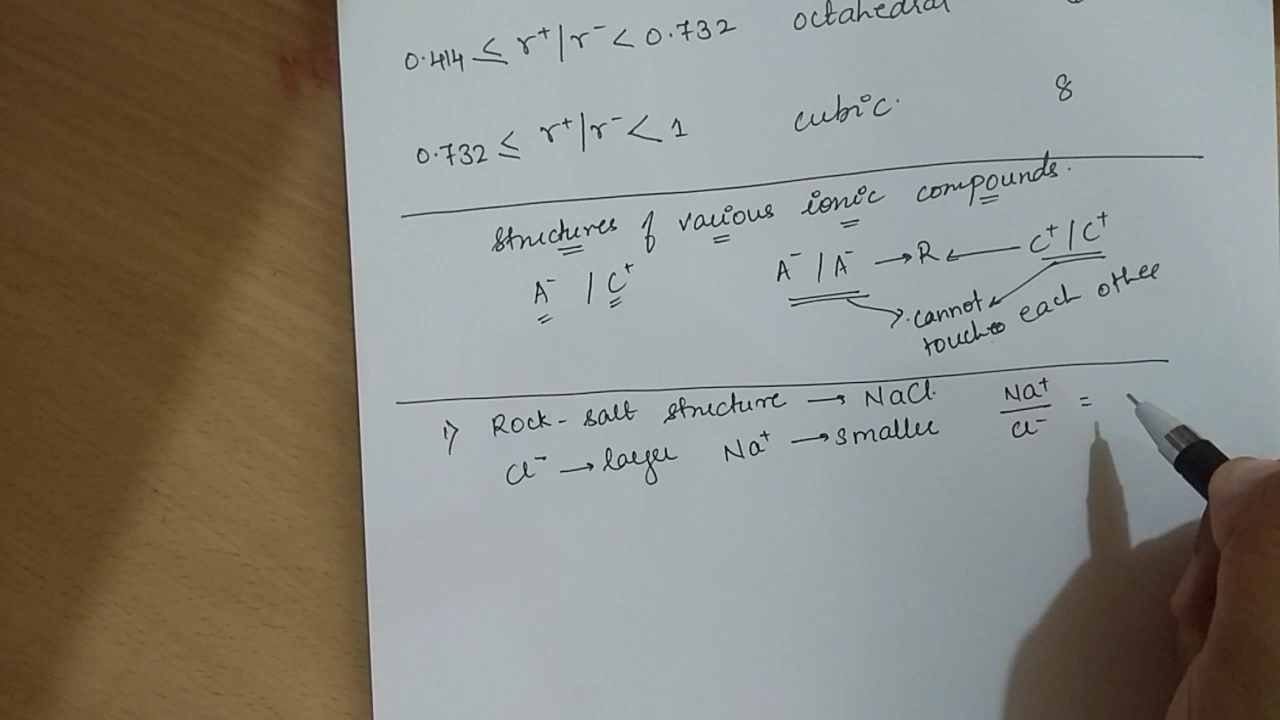 0.414 ≤ r⁺/r⁻ < 0.732 octahedral
0.732 ≤ r⁺/r⁻ < 1 cubic. 8
structures of various ionic compounds.
A⁻ / C⁺ A⁻/A⁻ → R ← C⁺/C⁺
cannot
touch each other
1) Rock-salt structure → NaCl. Na⁺/Cl⁻ =
Cl⁻ → larger Na⁺ → smaller